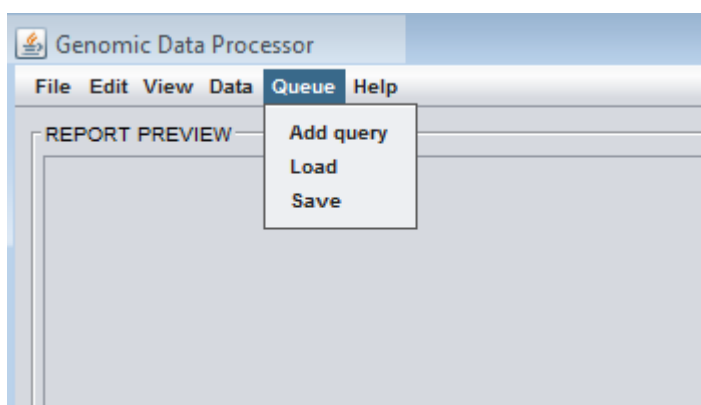 Genomic Data Processor
File Edit View Data Queue Help
REPORT PREVIEW
Add query
Load
Save